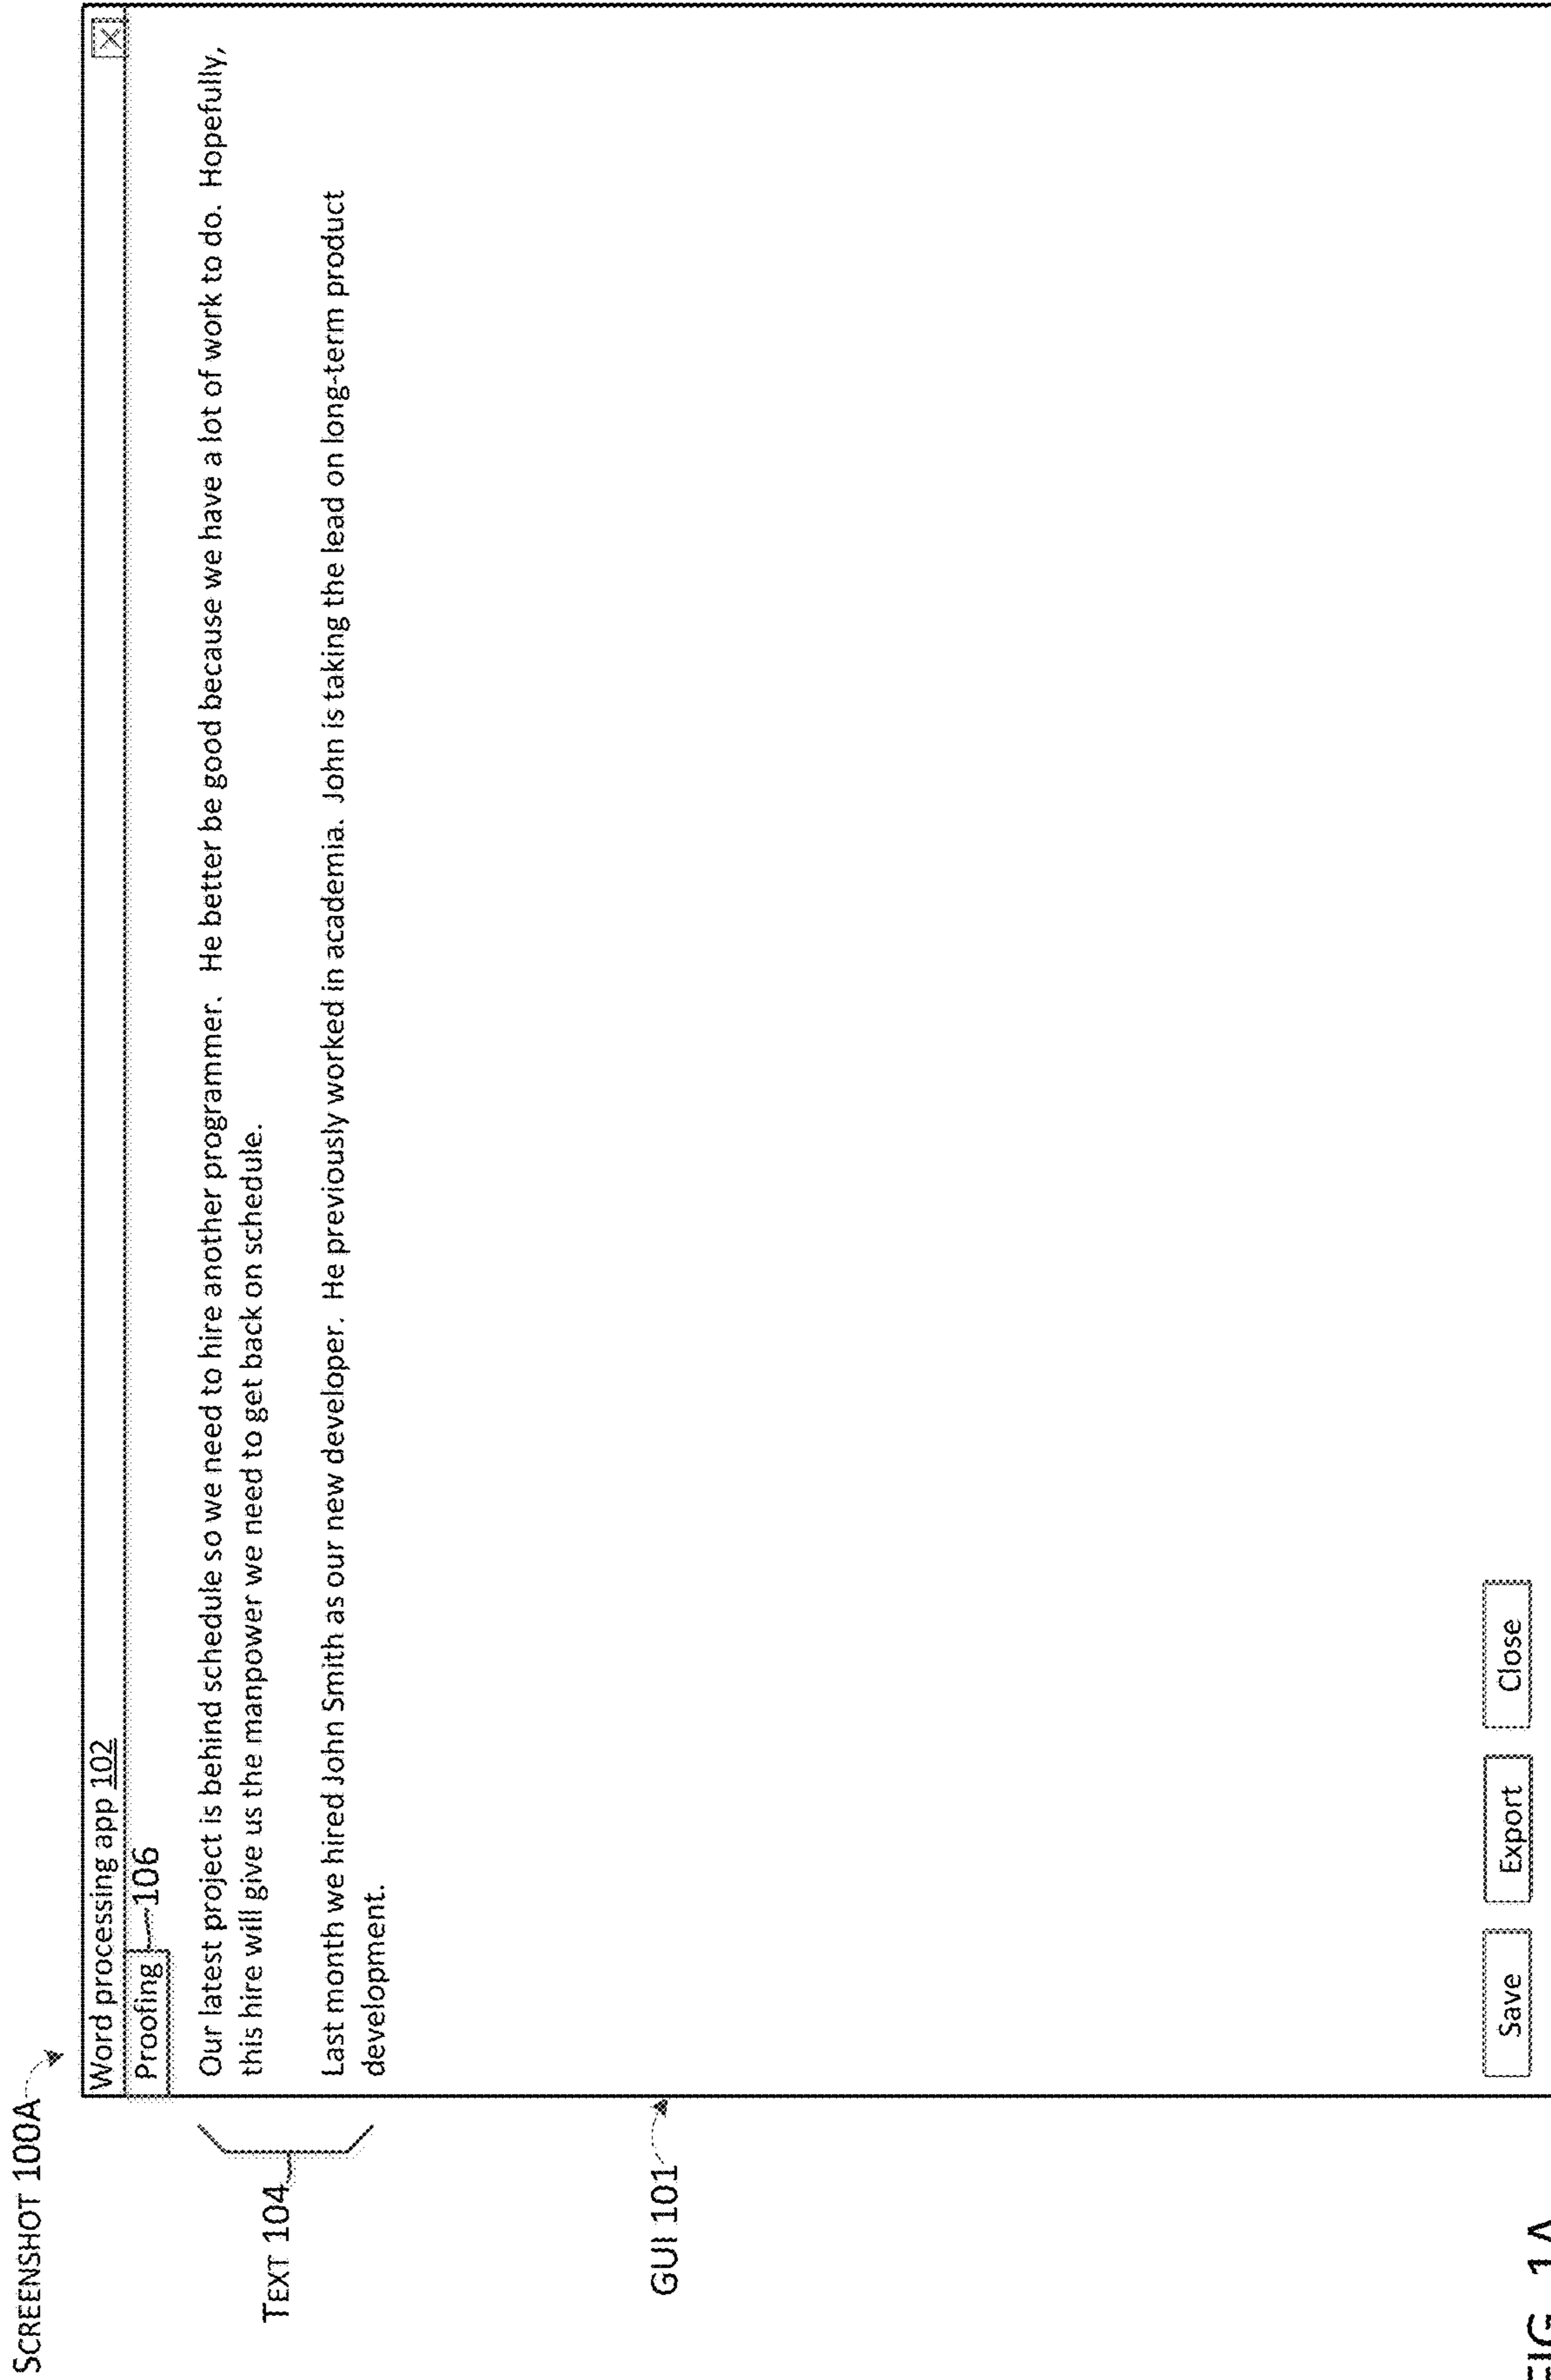 SCREENSHOT 100A
Word processing app 102
Proofing
106
Our latest project is behind schedule so we need to hire another programmer. He better be good because we have a lot of work to do. Hopefully,
this hire will give us the manpower we need to get back on schedule.
Last month we hired John Smith as our new developer. He previously worked in academia. John is taking the lead on long-term product
development.
TEXT 104
GUI 101
Save
Export
Close
FIG. 1A